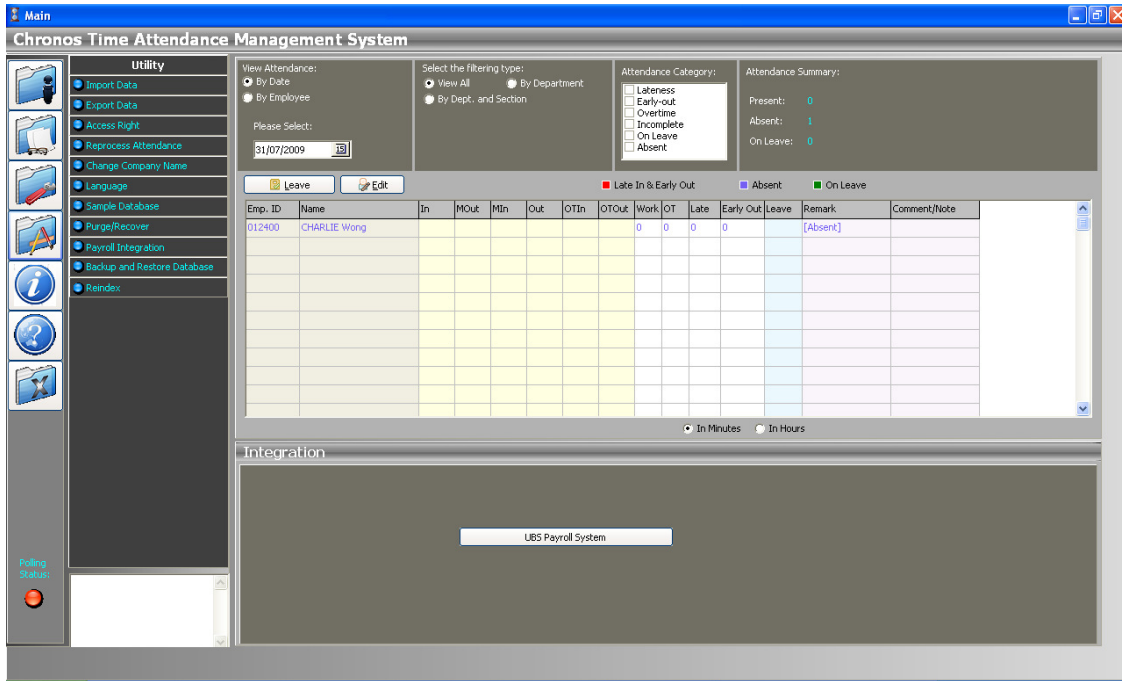 Main
Chronos Time Attendance Management System
Utility
Import Data
Export Data
Access Right
Reprocess Attendance
Change Company Name
Language
Sample Database
Purge/Recover
Payroll Integration
Backup and Restore Database
Reindex
Polling
Status:
View Attendance:
By Date
By Employee
Please Select:
31/07/2009 15
Select the filtering type:
View All By Department
By Dept. and Section
Attendance Category:
Lateness
Early-out
Overtime
Incomplete
On Leave
Absent
Attendance Summary:
Present: 0
Absent: 1
On Leave: 0
Leave Edit Late In & Early Out Absent On Leave
Emp. ID Name In MOut MIn Out OTIn OTOut Work OT Late Early Out Leave Remark Comment/Note
012400 CHARLIE Wong 0 0 0 0 [Absent]
In Minutes In Hours
Integration
UBS Payroll System